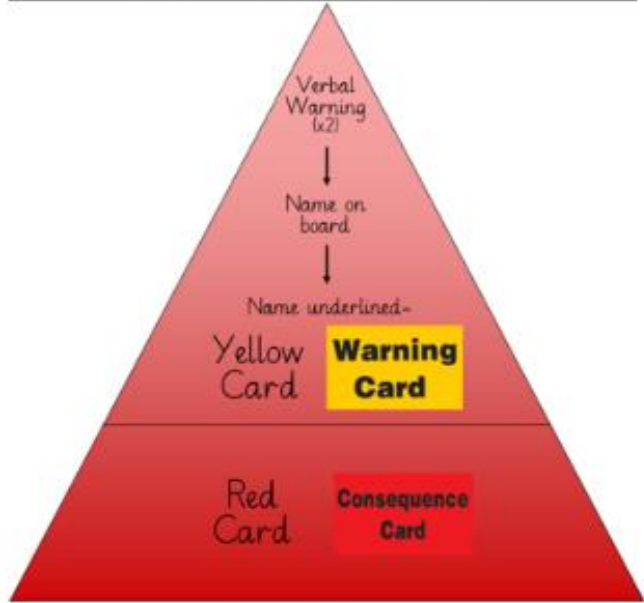 Verbal
Warning
(x2)
Name on
board
Name underlined=
Yellow
Card
Warning
Card
Red
Card
Consequence
Card